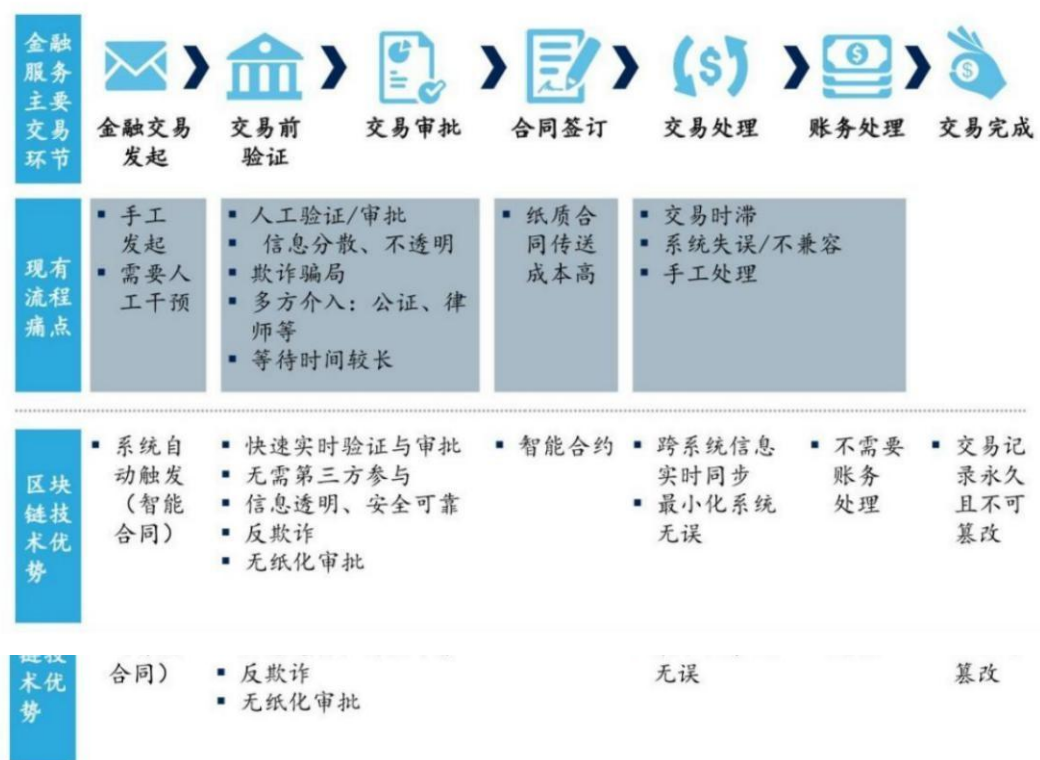 金融
服务
主要
交易
环节
金融交易
发起
交易前
验证
交易审批
合同签订
交易处理
账务处理
交易完成
现有
流程
痛点
▪ 手工
发起
▪ 需要人
工干预
▪ 人工验证/审批
▪ 信息分散、不透明
▪ 欺诈骗局
▪ 多方介入：公证、律
师等
▪ 等待时间较长
▪ 纸质合
同传送
成本高
▪ 交易时滞
▪ 系统失误/不兼容
▪ 手工处理
区块
链技
术优
势
▪ 系统自
动触发
（智能
合同）
▪ 快速实时验证与审批
▪ 无需第三方参与
▪ 信息透明、安全可靠
▪ 反欺诈
▪ 无纸化审批
▪ 智能合约
▪ 跨系统信息
实时同步
▪ 最小化系统
无误
▪ 不需要
账务
处理
▪ 交易记
录永久
且不可
篡改
链技
术优
势
合同）
▪ 反欺诈
▪ 无纸化审批
无误
篡改